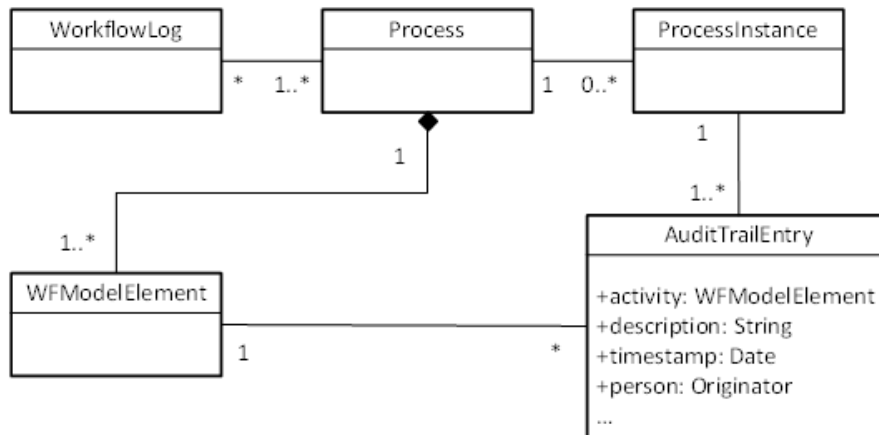 WorkflowLog
Process
ProcessInstance
* 1..*
1 0..*
1
1
1..*
1..*
AuditTrailEntry
WFModelElement
+activity: WFModelElement
+description: String
+timestamp: Date
+person: Originator
...
1 *